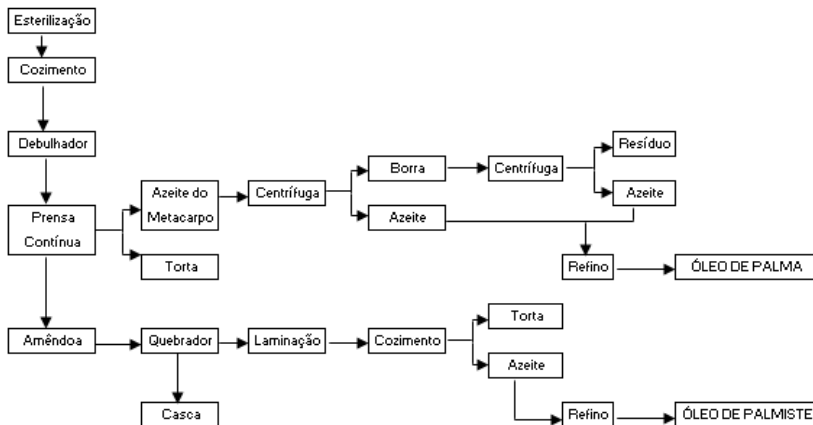 Esterilização
Cozimento
Debulhador
Resíduo
Borra
Centrífuga
Azeite do
Metacarpo
Centrífuga
Azeite
Azeite
Prensa
Contínua
Torta
Refino
ÓLEO DE PALMA
Torta
Amêndoa
Quebrador
Laminação
Cozimento
Azeite
Casca
Refino
ÓLEO DE PALMISTE